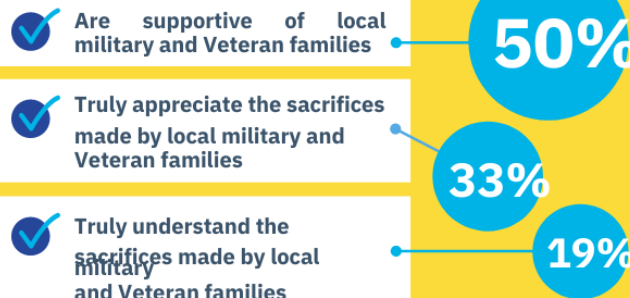 Are supportive of local
military and Veteran families
50%
Truly appreciate the sacrifices
made by local military and
Veteran families
33%
Truly understand the
sacrifices made by local
military
and Veteran families
19%